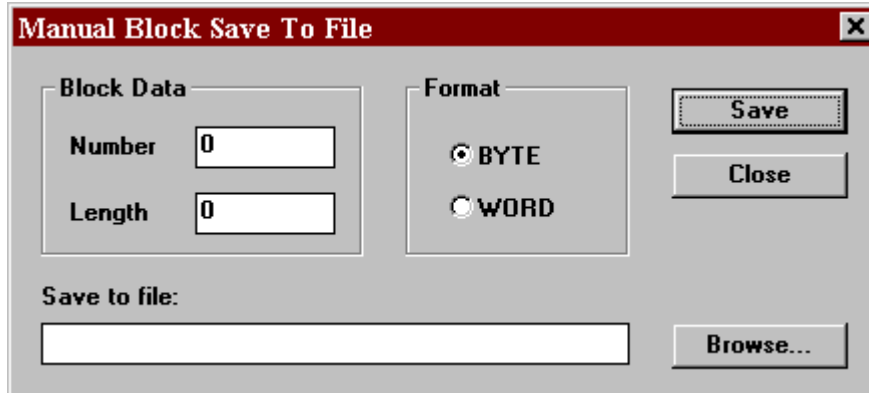 Manual Block Save To File
Block Data
Number 0
Length 0
Format
BYTE
WORD
Save
Close
Save to file:
Browse...